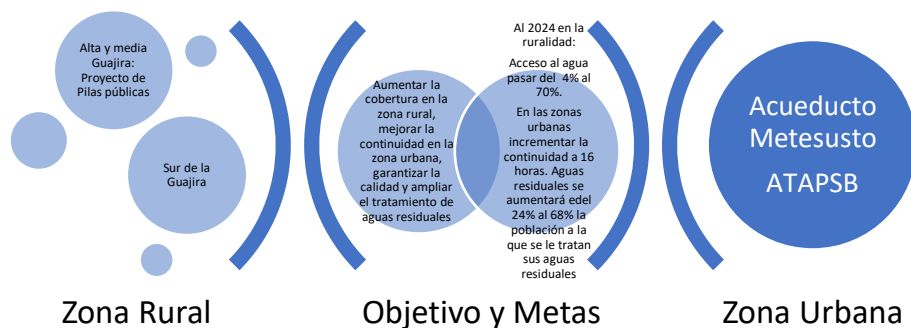 Alta y media
Guajira:
Proyecto de
Pilas públicas
Sur de la
Guajira
Zona Rural
Aumentar la
cobertura en la
zona rural,
mejorar la
continuidad en
la zona urbana,
garantizar la
calidad y ampliar
el tratamiento de
aguas residuales
Al 2024 en la
ruralidad:
Acceso al agua
pasar del 4% al
70%.
En las zonas
urbanas
incrementar la
continuidad a 16
horas. Aguas
residuales se
aumentará edel
24% al 68% la
población a la
que se le tratan
sus aguas
residuales
Objetivo y Metas
Acueducto
Metesusto
ATAPSB
Zona Urbana